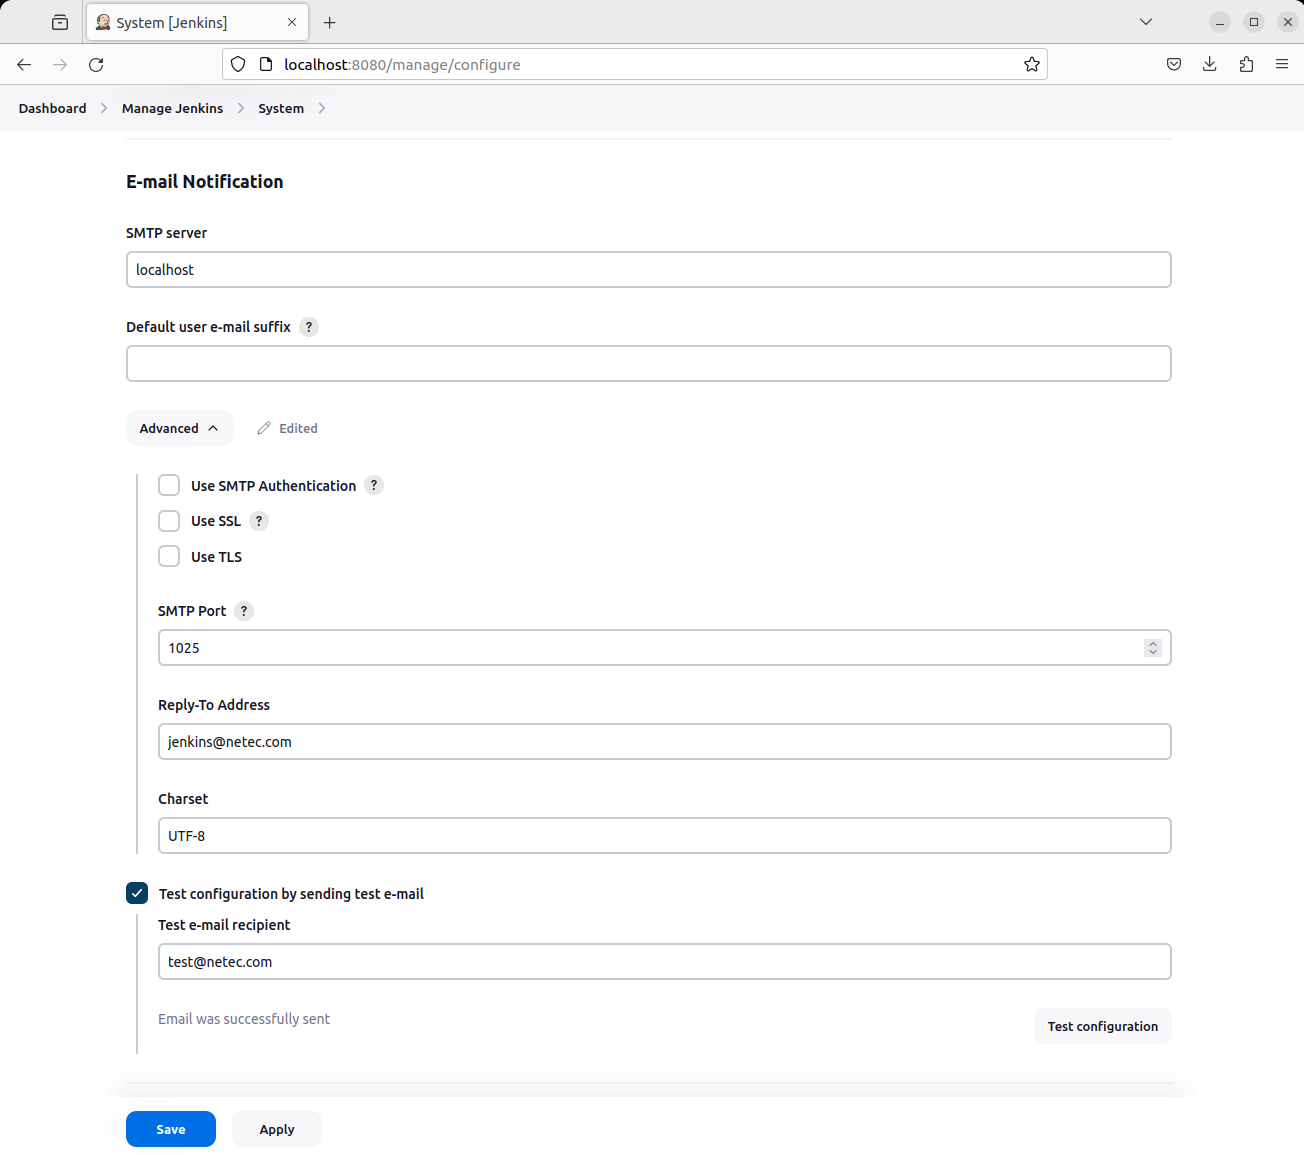 System [Jenkins]
localhost:8080/manage/configure
Dashboard Manage Jenkins System
E-mail Notification
SMTP server
localhost
Default user e-mail suffix ?
Advanced Edited
Use SMTP Authentication ?
Use SSL ?
Use TLS
SMTP Port ?
1025
Reply-To Address
jenkins@netec.com
Charset
UTF-8
Test configuration by sending test e-mail
Test e-mail recipient
test@netec.com
Email was successfully sent
Test configuration
Save Apply